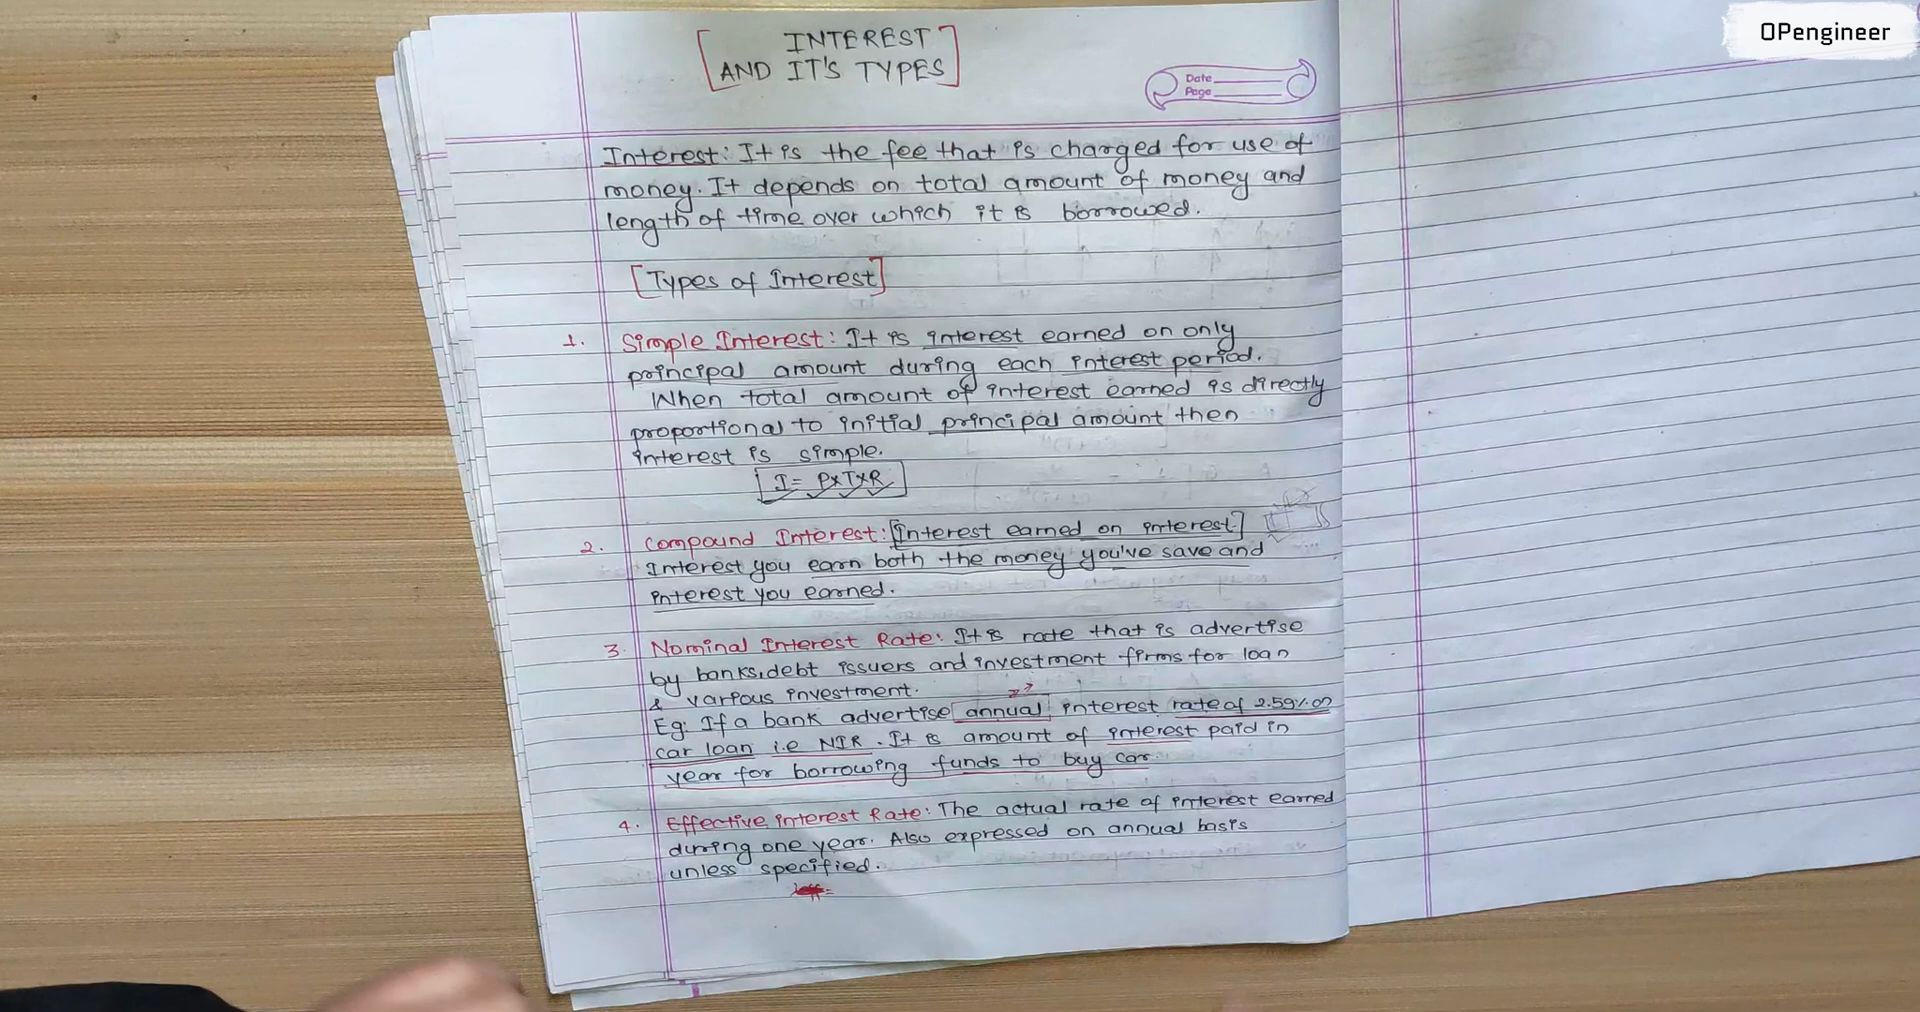 OPengineer
INTEREST
AND IT'S TYPES
Date
Page
Interest: It is the fee that is charged for use of
money. It depends on total amount of money and
length of time over which it is borrowed.
[Types of Interest]
1. Simple Interest: It is interest earned on only
principal amount during each interest period.
When total amount of interest earned is directly
proportional to initial principal amount then
interest is simple.
I = P×T×R
2. Compound Interest: [Interest earned on interest]
Interest you earn both the money you've save and
interest you earned.
3. Nominal Interest Rate: It is rate that is advertise
by banks, debt issuers and investment firms for loan
& various investment.
Eg: If a bank advertise annual interest rate of 2.59% on
car loan i.e NIR. It is amount of interest paid in
year for borrowing funds to buy car.
4. Effective interest Rate: The actual rate of interest earned
during one year. Also expressed on annual basis
unless specified.